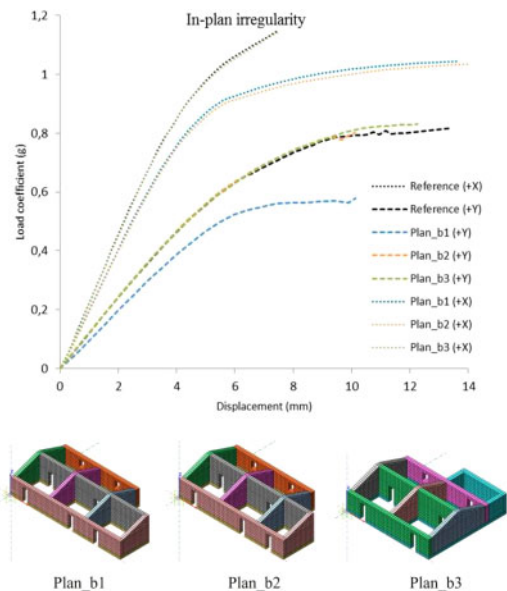 In-plan irregularity
1,2
1
0,8
0,6
0,4
0,2
0
Load coefficient (g)
0 2 4 6 8 10 12 14
Displacement (mm)
Reference (+X)
Reference (+Y)
Plan_b1 (+Y)
Plan_b2 (+Y)
Plan_b3 (+Y)
Plan_b1 (+X)
Plan_b2 (+X)
Plan_b3 (+X)
Plan_b1 Plan_b2 Plan_b3